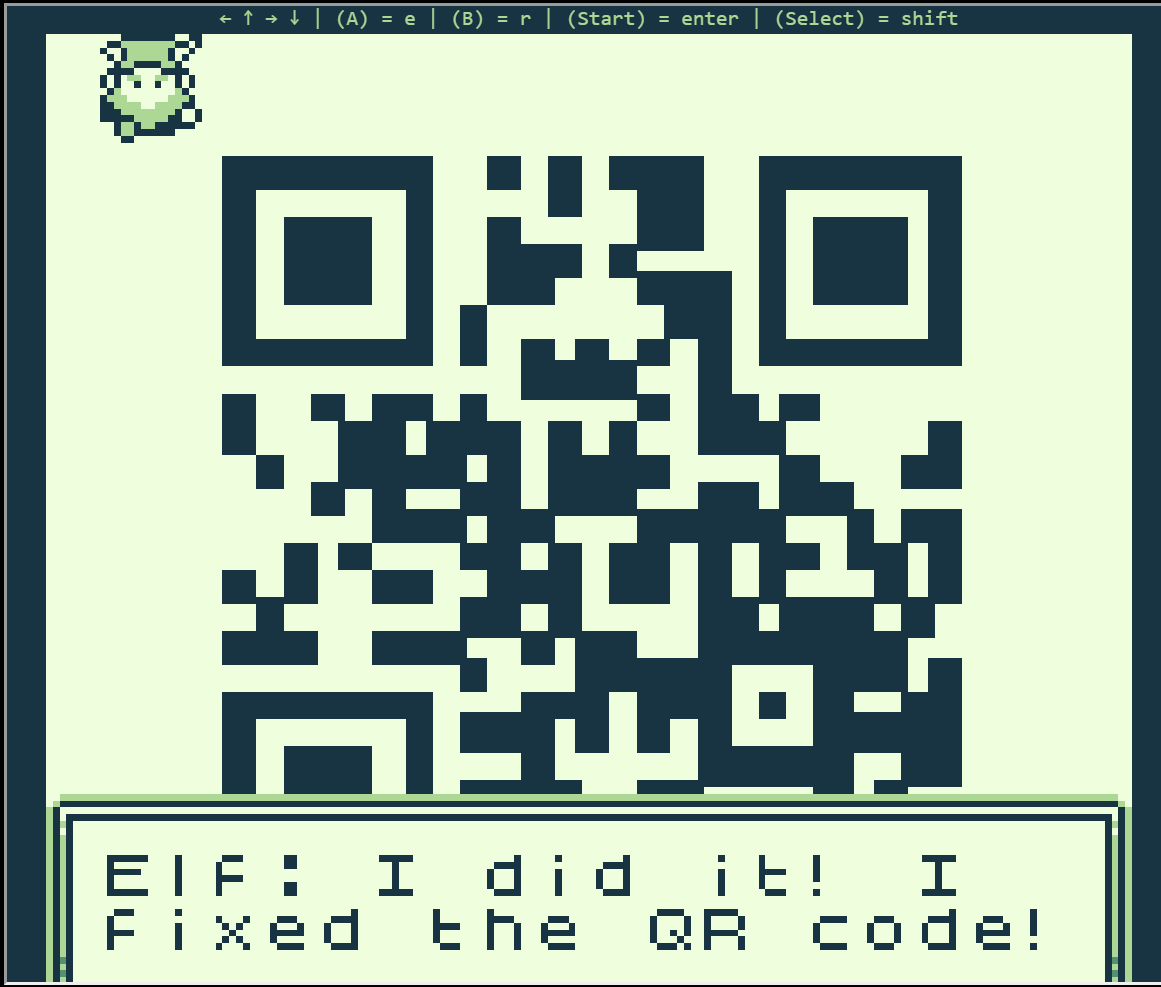 ← ↑ → ↓ | (A) = e | (B) = r | (Start) = enter | (Select) = shift
Elf: I did it! I
fixed the QR code!